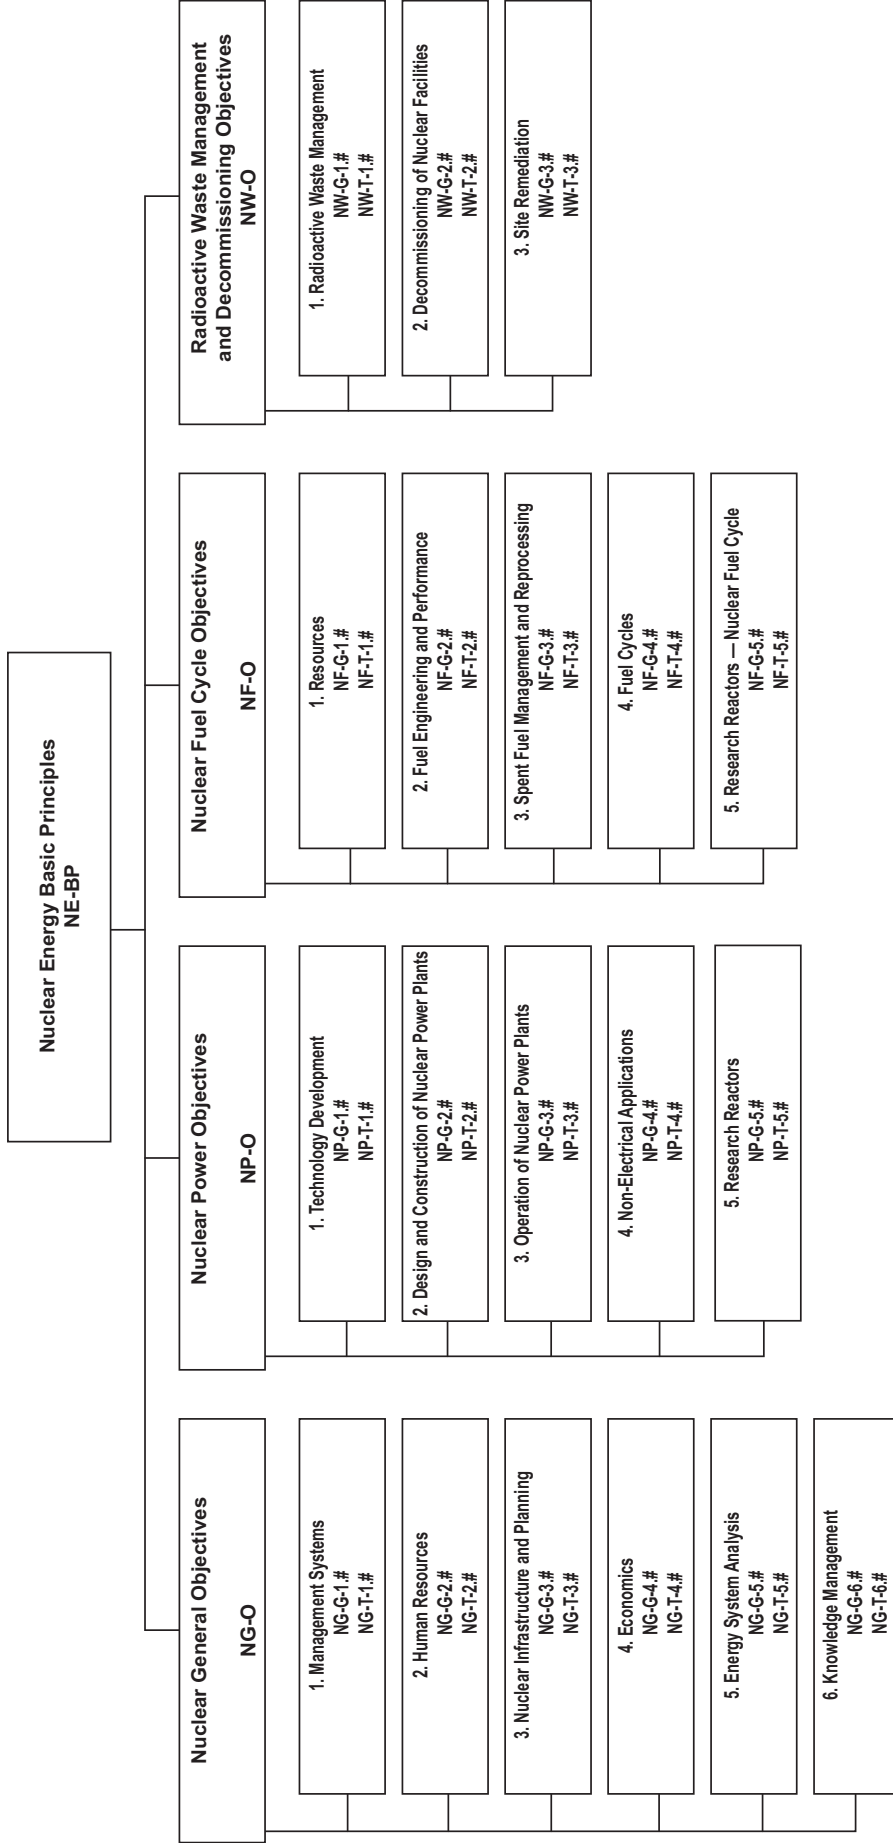 Nuclear Energy Basic Principles
NE-BP
Nuclear General Objectives
NG-O
1. Management Systems
NG-G-1.#
NG-T-1.#
2. Human Resources
NG-G-2.#
NG-T-2.#
3. Nuclear Infrastructure and Planning
NG-G-3.#
NG-T-3.#
4. Economics
NG-G-4.#
NG-T-4.#
5. Energy System Analysis
NG-G-5.#
NG-T-5.#
6. Knowledge Management
NG-G-6.#
NG-T-6.#
Nuclear Power Objectives
NP-O
1. Technology Development
NP-G-1.#
NP-T-1.#
2. Design and Construction of Nuclear Power Plants
NP-G-2.#
NP-T-2.#
3. Operation of Nuclear Power Plants
NP-G-3.#
NP-T-3.#
4. Non-Electrical Applications
NP-G-4.#
NP-T-4.#
5. Research Reactors
NP-G-5.#
NP-T-5.#
Nuclear Fuel Cycle Objectives
NF-O
1. Resources
NF-G-1.#
NF-T-1.#
2. Fuel Engineering and Performance
NF-G-2.#
NF-T-2.#
3. Spent Fuel Management and Reprocessing
NF-G-3.#
NF-T-3.#
4. Fuel Cycles
NF-G-4.#
NF-T-4.#
5. Research Reactors — Nuclear Fuel Cycle
NF-G-5.#
NF-T-5.#
Radioactive Waste Management
and Decommissioning Objectives
NW-O
1. Radioactive Waste Management
NW-G-1.#
NW-T-1.#
2. Decommissioning of Nuclear Facilities
NW-G-2.#
NW-T-2.#
3. Site Remediation
NW-G-3.#
NW-T-3.#